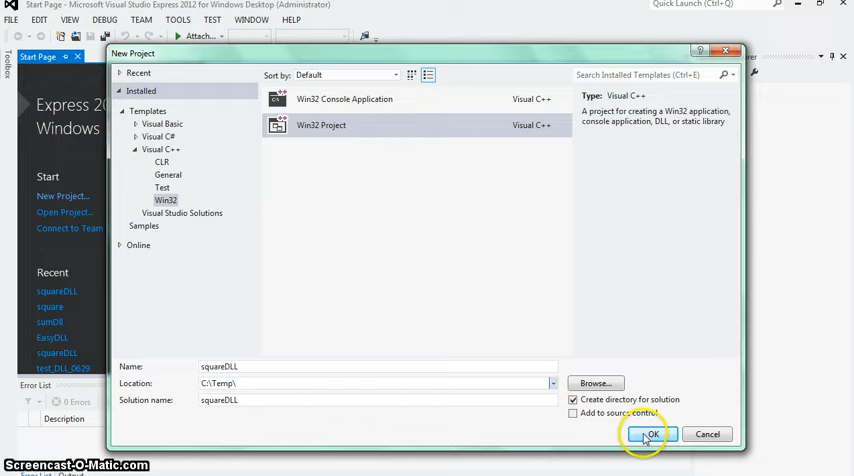 Start Page - Microsoft Visual Studio Express 2012 for Windows Desktop (Administrator)
Quick Launch (Ctrl+Q)
FILE EDIT VIEW DEBUG TEAM TOOLS TEST WINDOW HELP
Attach...
Toolbox
Start Page
New Project
? 
Recent
Sort by: Default
Search Installed Templates (Ctrl+E)
Installed
Templates
Visual Basic
Visual C#
Visual C++
CLR
General
Test
Win32
Visual Studio Solutions
Samples
Online
Win32 Console Application Visual C++
Win32 Project Visual C++
Type: Visual C++
A project for creating a Win32 application,
console application, DLL, or static library
Express 20
Windows
Start
New Project...
Open Project...
Connect to Team
Recent
squareDLL
square
sumDll
EasyDLL
squareDLL
test_DLL_0629
Name: squareDLL
Location: C:\Temp\
Browse...
Solution name: squareDLL
Create directory for solution
Add to source control
OK Cancel
Error List
0 Errors
Description
Screencast-O-Matic.com